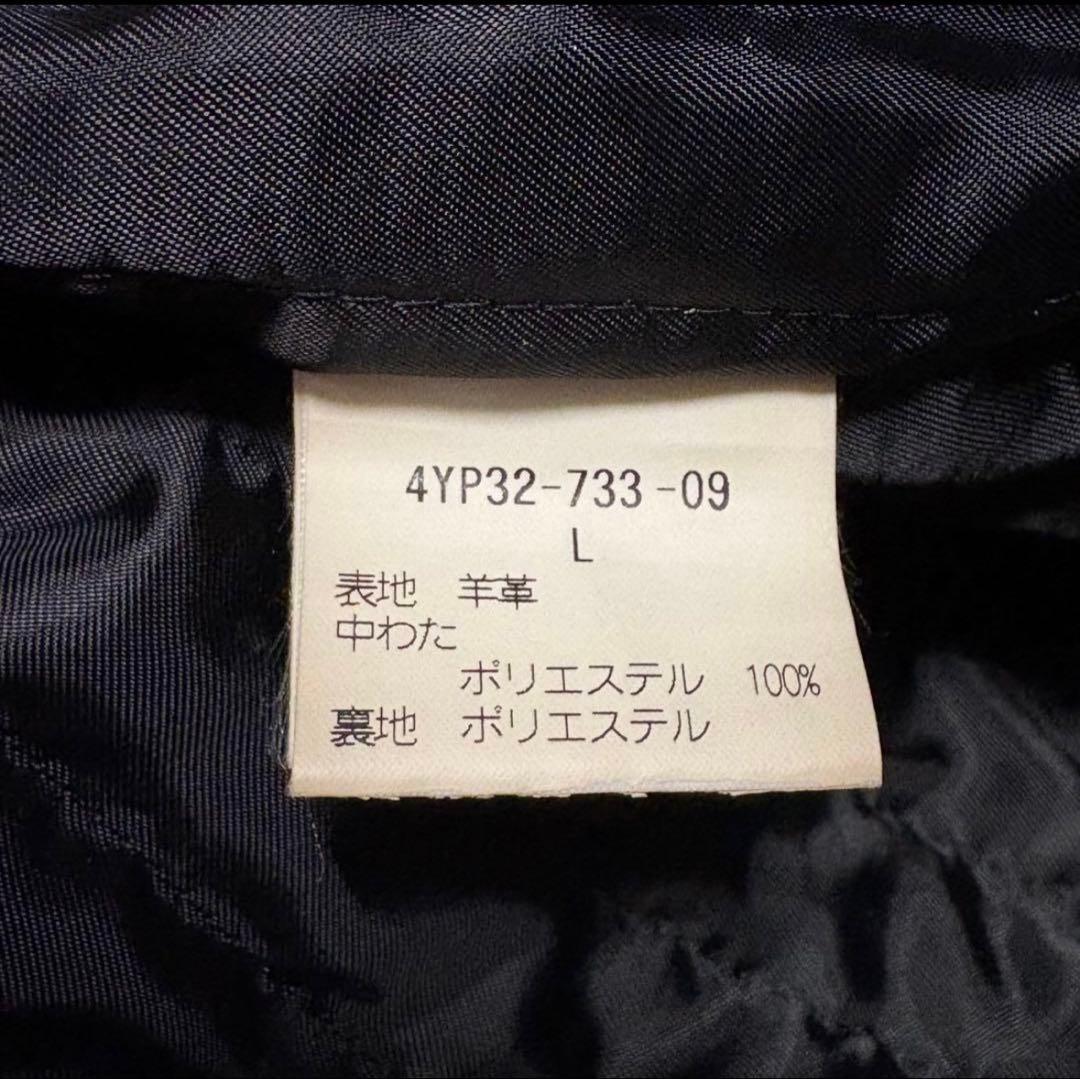 4YP32-733-09
L
表地 羊革
中わた
ポリエステル 100%
裏地 ポリエステル